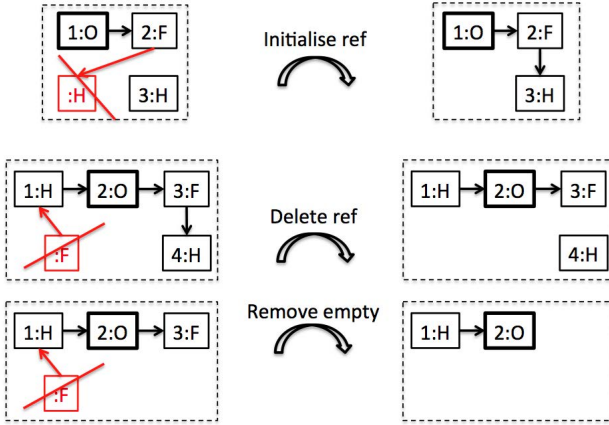 1:O 2:F Initialise ref 1:O 2:F
:H 3:H 3:H
1:H 2:O 3:F 1:H 2:O 3:F
Delete ref
:F 4:H 4:H
Remove empty
1:H 2:O 3:F 1:H 2:O
:F